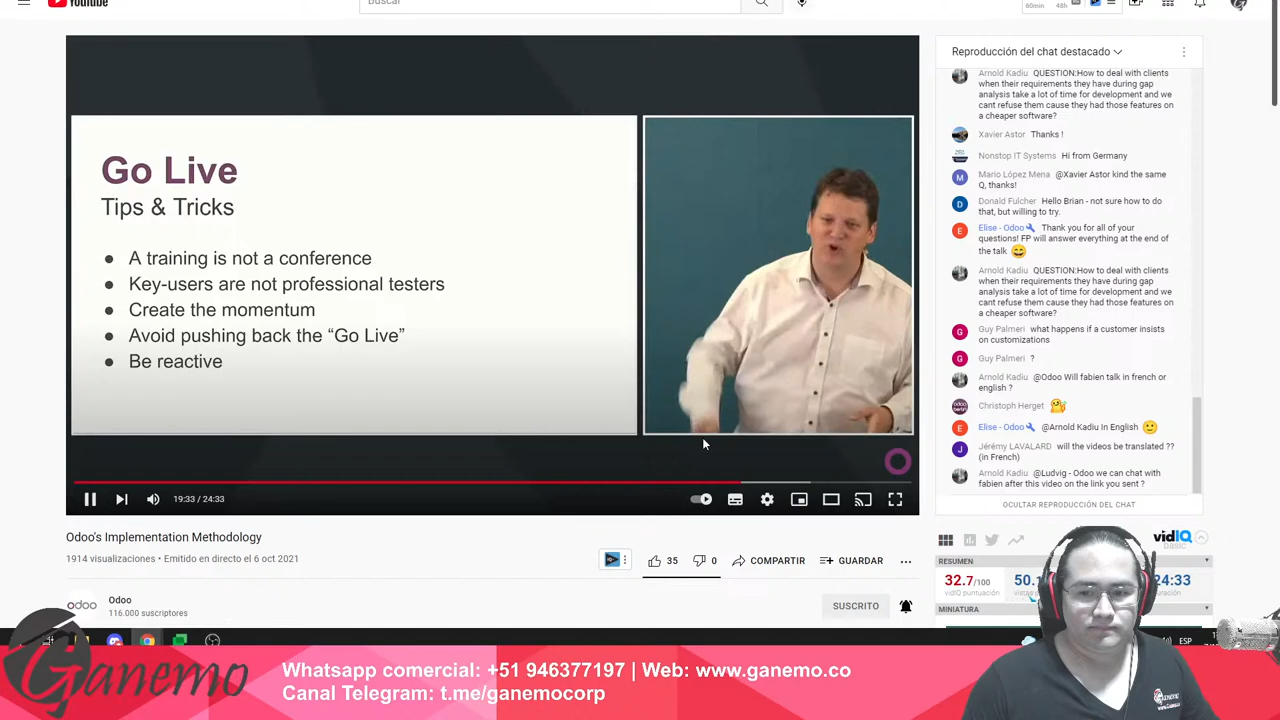 YouTube
Buscar
60min 48h
Go Live
Tips & Tricks
● A training is not a conference
● Key-users are not professional testers
● Create the momentum
● Avoid pushing back the “Go Live”
● Be reactive
19:33 / 24:33
Odoo's Implementation Methodology
1914 visualizaciones • Emitido en directo el 6 oct 2021
35
0
COMPARTIR
GUARDAR
odoo
Odoo
116.000 suscriptores
SUSCRITO
Reproducción del chat destacado
Arnold Kadiu QUESTION:How to deal with clients
when their requirements they have during gap
analysis take a lot of time for development and we
cant refuse them cause they had those features on
a cheaper software?
Xavier Astor Thanks !
Nonstop IT Systems Hi from Germany
Mario López Mena @Xavier Astor kind the same
Q, thanks!
Donald Fulcher Hello Brian - not sure how to do
that, but willing to try.
Elise - Odoo Thank you for all of your
questions! FP will answer everything at the end of
the talk
Arnold Kadiu QUESTION:How to deal with clients
when their requirements they have during gap
analysis take a lot of time for development and we
cant refuse them cause they had those features on
a cheaper software?
Guy Palmeri what happens if a customer insists
on customizations
Guy Palmeri ?
Arnold Kadiu @Odoo Will fabien talk in french or
english ?
Christoph Herget
Elise - Odoo @Arnold Kadiu In English
Jérémy LAVALARD will the videos be translated ??
(in French)
Arnold Kadiu @Ludvig - Odoo we can chat with
fabien after this video on the link you sent ?
OCULTAR REPRODUCCIÓN DEL CHAT
vidIQ
basic
RESUMEN
32.7/100
vidIQ puntuación
50.
vistas
24:33
MINIATURA
ESP
Ganemo
Whatsapp comercial: +51 946377197 | Web: www.ganemo.co
Canal Telegram: t.me/ganemocorp
Ganemo